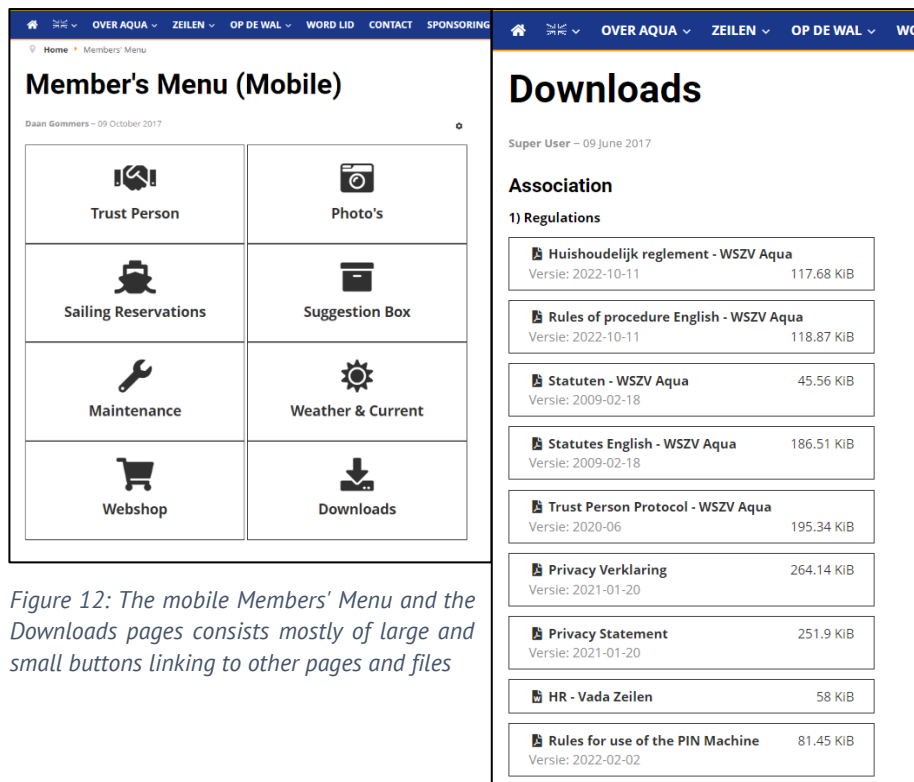 OVER AQUA ZEILEN OP DE WAL WORD LID CONTACT SPONSORING
Home Members' Menu
Member's Menu (Mobile)
Daan Gommers – 09 October 2017
Trust Person
Photo's
Sailing Reservations
Suggestion Box
Maintenance
Weather & Current
Webshop
Downloads
Figure 12: The mobile Members' Menu and the
Downloads pages consists mostly of large and
small buttons linking to other pages and files
OVER AQUA ZEILEN OP DE WAL WO
Downloads
Super User – 09 June 2017
Association
1) Regulations
Huishoudelijk reglement - WSZV Aqua
Versie: 2022-10-11 117.68 KiB
Rules of procedure English - WSZV Aqua
Versie: 2022-10-11 118.87 KiB
Statuten - WSZV Aqua 45.56 KiB
Versie: 2009-02-18
Statutes English - WSZV Aqua 186.51 KiB
Versie: 2009-02-18
Trust Person Protocol - WSZV Aqua
Versie: 2020-06 195.34 KiB
Privacy Verklaring 264.14 KiB
Versie: 2021-01-20
Privacy Statement 251.9 KiB
Versie: 2021-01-20
HR - Vada Zeilen 58 KiB
Rules for use of the PIN Machine 81.45 KiB
Versie: 2022-02-02